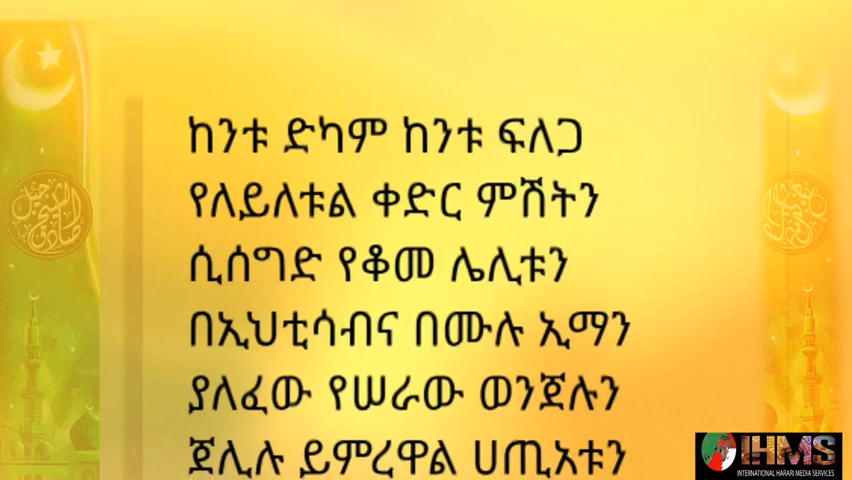 ከንቱ ድካም ከንቱ ፍለጋ
የለይለቱል ቀድር ምሽትን
ሲሰግድ የቆመ ሌሊቱን
በኢህቲሳብና በሙሉ ኢማን
ያለፈው የሠራው ወንጀሉን
ጀሊሉ ይምረዋል ሀጢአቱን
IHMS
INTERNATIONAL HARARI MEDIA SERVICES